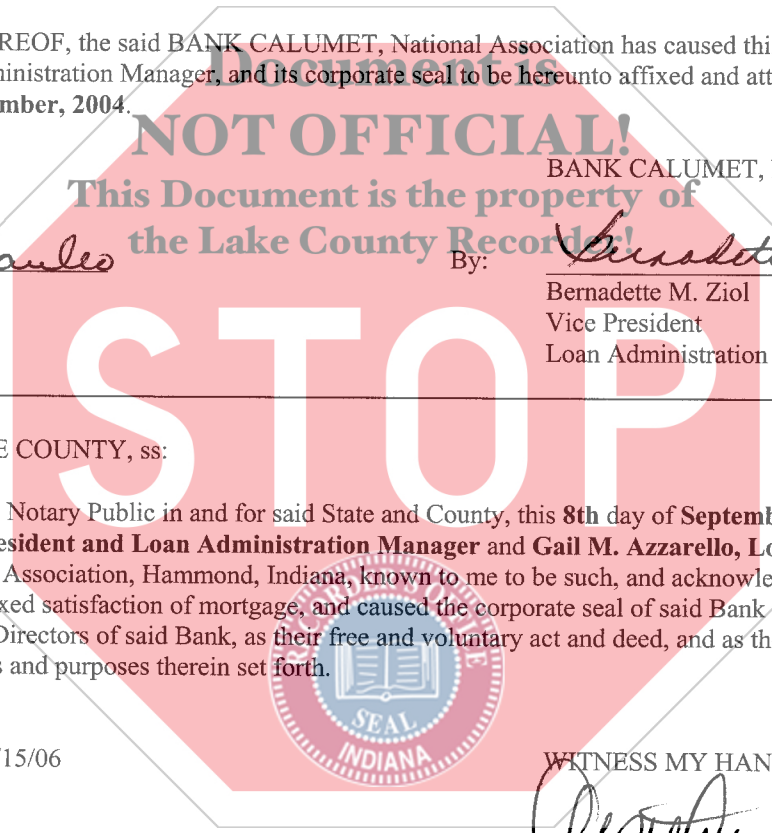 REOF, the said BANK CALUMET, National Association has caused thi
ministration Manager, and its corporate seal to be hereunto affixed and att
mber, 2004.
Document is
NOT OFFICIAL!
This Document is the property of
the Lake County Recorder!
BANK CALUMET,
By:
Bernadette M. Ziol
Vice President
Loan Administration
STOP
E COUNTY, ss:
Notary Public in and for said State and County, this 8th day of Septemb
esident and Loan Administration Manager and Gail M. Azzarello, Lo
Association, Hammond, Indiana, known to me to be such, and acknowle
xed satisfaction of mortgage, and caused the corporate seal of said Bank
Directors of said Bank, as their free and voluntary act and deed, and as th
s and purposes therein set forth.
SEAL
INDIANA
15/06
WITNESS MY HAN